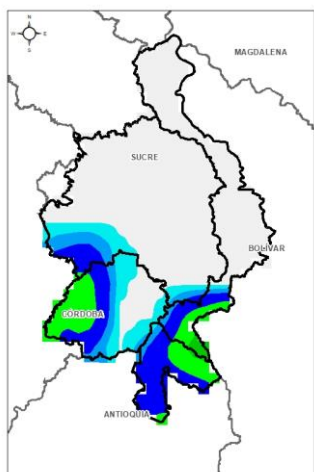 N
W E
S
MAGDALENA
SUCRE
BOLIVAR
CORDOBA
ANTIOQUIA